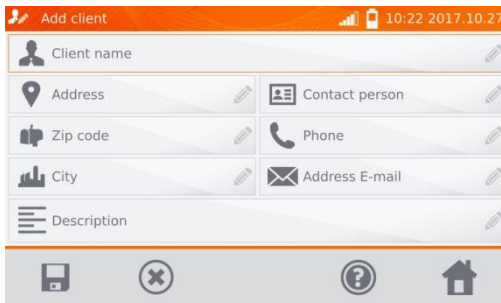 Add client
10:22 2017.10.27
Client name
Address
Contact person
Zip code
Phone
City
Address E-mail
Description